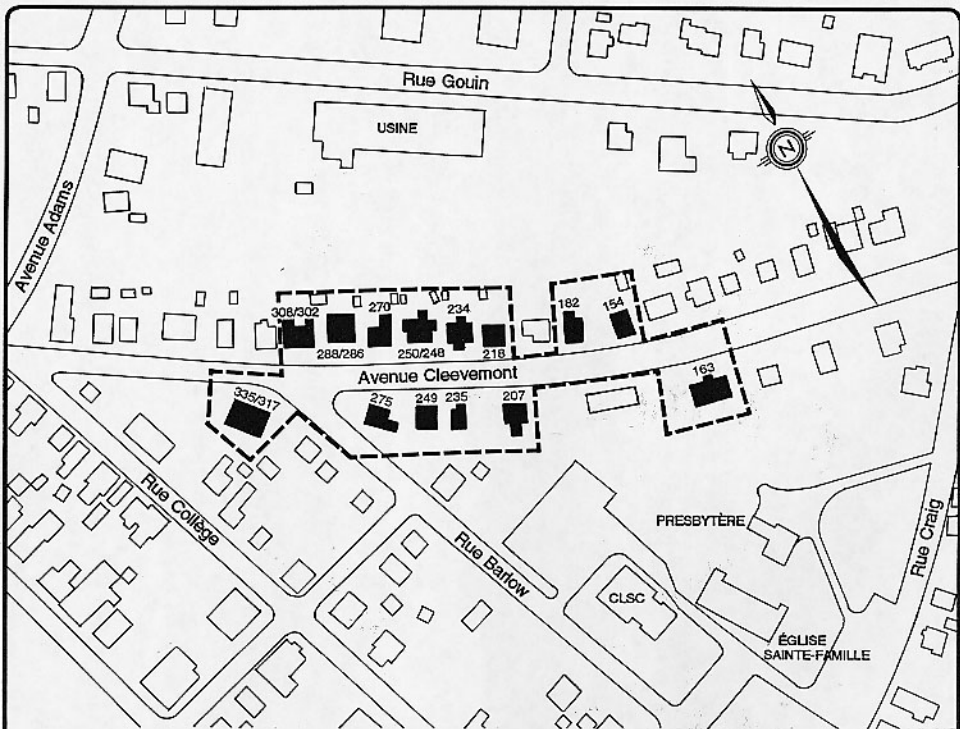 Rue Gouin
USINE
N
Avenue Adams
308/302
270
234
182
154
288/286
250/248
218
Avenue Cleevemont
163
335/317
275
249
235
207
Rue Collège
Rue Barlow
PRESBYTÈRE
Rue Craig
CLSC
ÉGLISE
SAINTE-FAMILLE